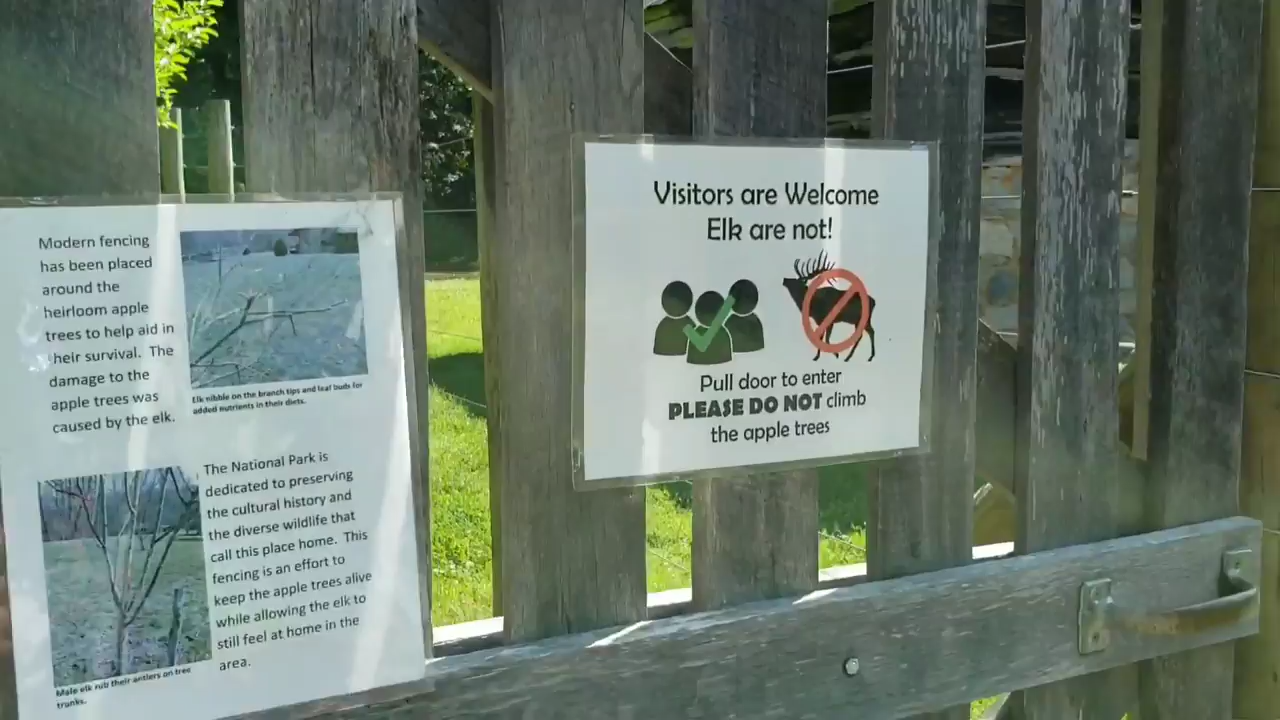 Modern fencing
has been placed
around the
heirloom apple
trees to help aid in
their survival. The
damage to the
apple trees was
caused by the elk.
Elk nibble on the branch tips and leaf buds for
added nutrients in their diets.
The National Park is
dedicated to preserving
the cultural history and
the diverse wildlife that
call this place home. This
fencing is an effort to
keep the apple trees alive
while allowing the elk to
still feel at home in the
area.
Male elk rub their antlers on tree
trunks.
Visitors are Welcome
Elk are not!
Pull door to enter
PLEASE DO NOT climb
the apple trees